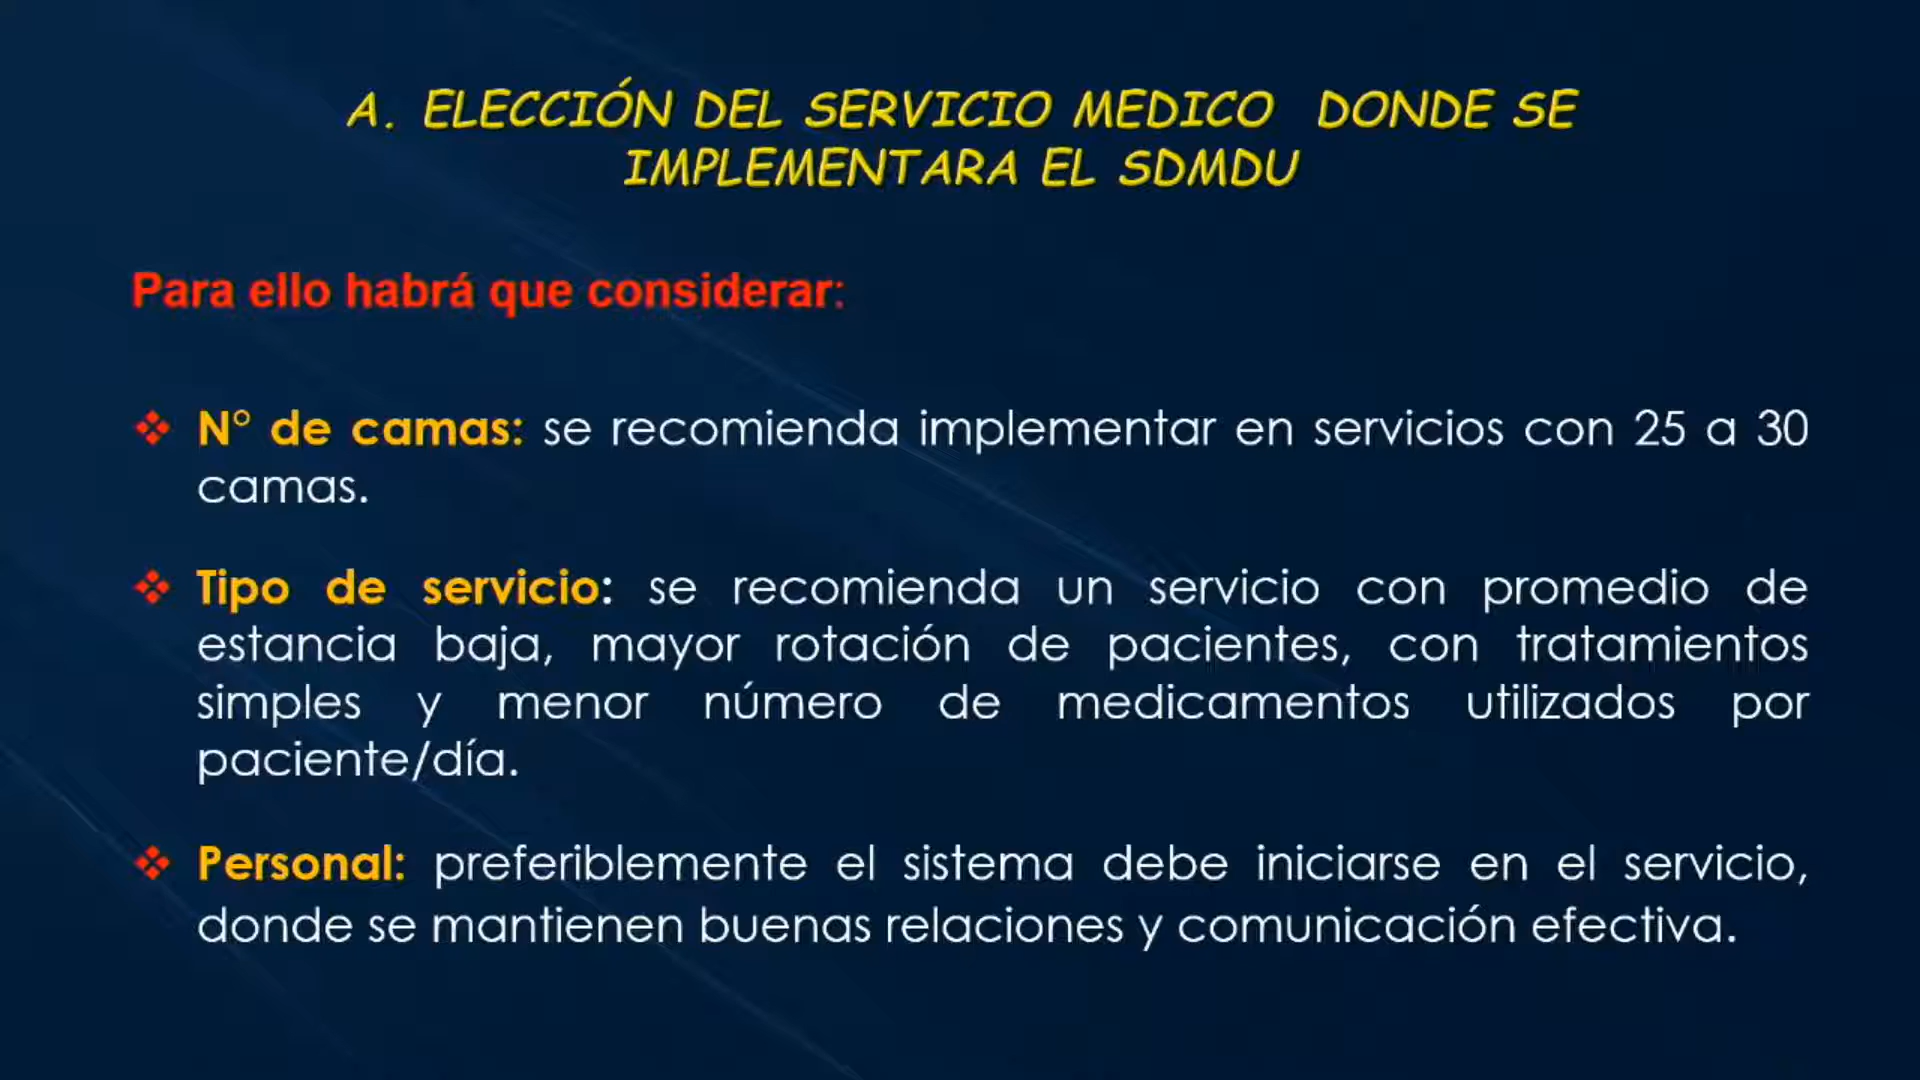 A. ELECCIÓN DEL SERVICIO MEDICO DONDE SE
IMPLEMENTARA EL SDMDU
Para ello habrá que considerar:
❖ N° de camas: se recomienda implementar en servicios con 25 a 30
camas.
❖ Tipo de servicio: se recomienda un servicio con promedio de
estancia baja, mayor rotación de pacientes, con tratamientos
simples y menor número de medicamentos utilizados por
paciente/día.
❖ Personal: preferiblemente el sistema debe iniciarse en el servicio,
donde se mantienen buenas relaciones y comunicación efectiva.